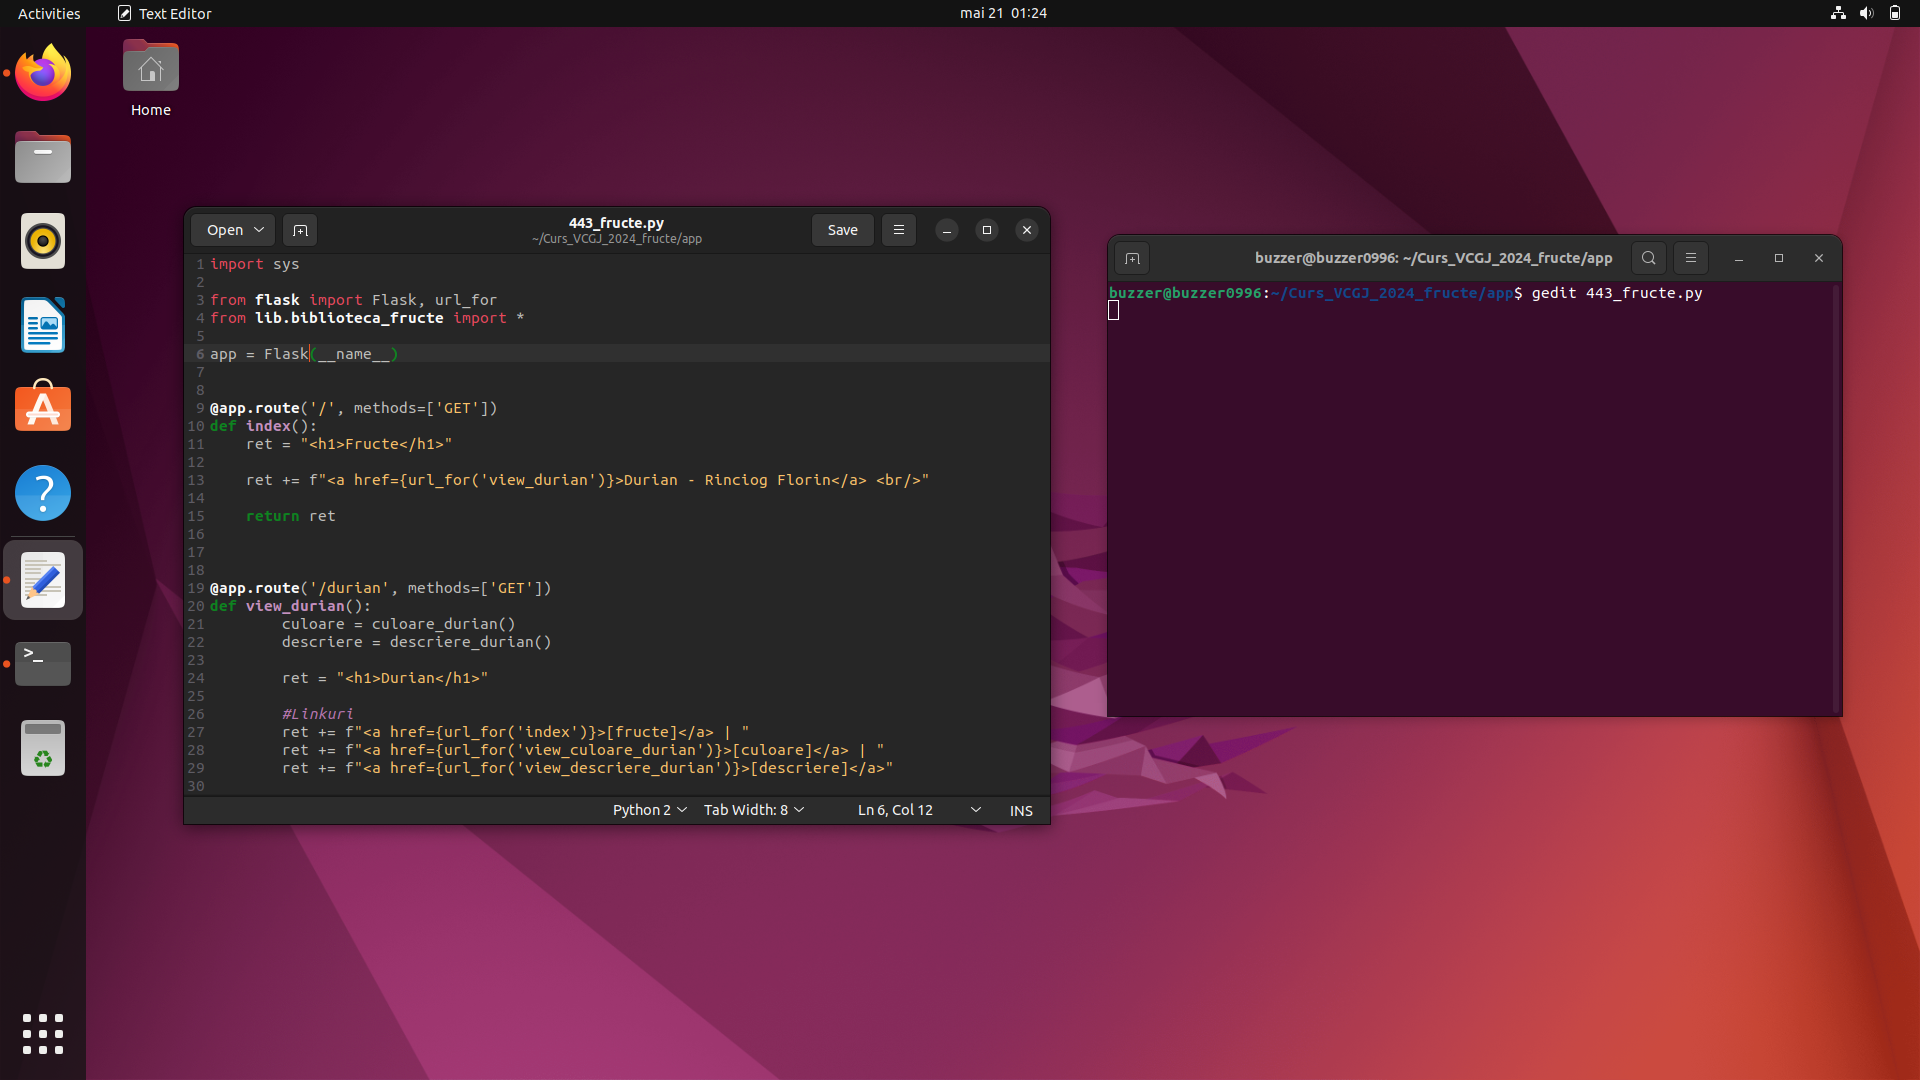 Activities
Text Editor
mai 21 01:24
Home
Open
443_fructe.py
~/Curs_VCGJ_2024_fructe/app
Save
1 import sys
2
3 from flask import Flask, url_for
4 from lib.biblioteca_fructe import *
5
6 app = Flask(__name__)
7
8
9 @app.route('/', methods=['GET'])
10 def index():
11     ret = "<h1>Fructe</h1>"
12
13     ret += f"<a href={url_for('view_durian')}>Durian - Rinciog Florin</a> <br/>"
14
15     return ret
16
17
18
19 @app.route('/durian', methods=['GET'])
20 def view_durian():
21         culoare = culoare_durian()
22         descriere = descriere_durian()
23
24         ret = "<h1>Durian</h1>"
25
26         #Linkuri
27         ret += f"<a href={url_for('index')}>[fructe]</a> | "
28         ret += f"<a href={url_for('view_culoare_durian')}>[culoare]</a> | "
29         ret += f"<a href={url_for('view_descriere_durian')}>[descriere]</a>"
30
Python 2
Tab Width: 8
Ln 6, Col 12
INS
buzzer@buzzer0996: ~/Curs_VCGJ_2024_fructe/app
buzzer@buzzer0996:~/Curs_VCGJ_2024_fructe/app$ gedit 443_fructe.py